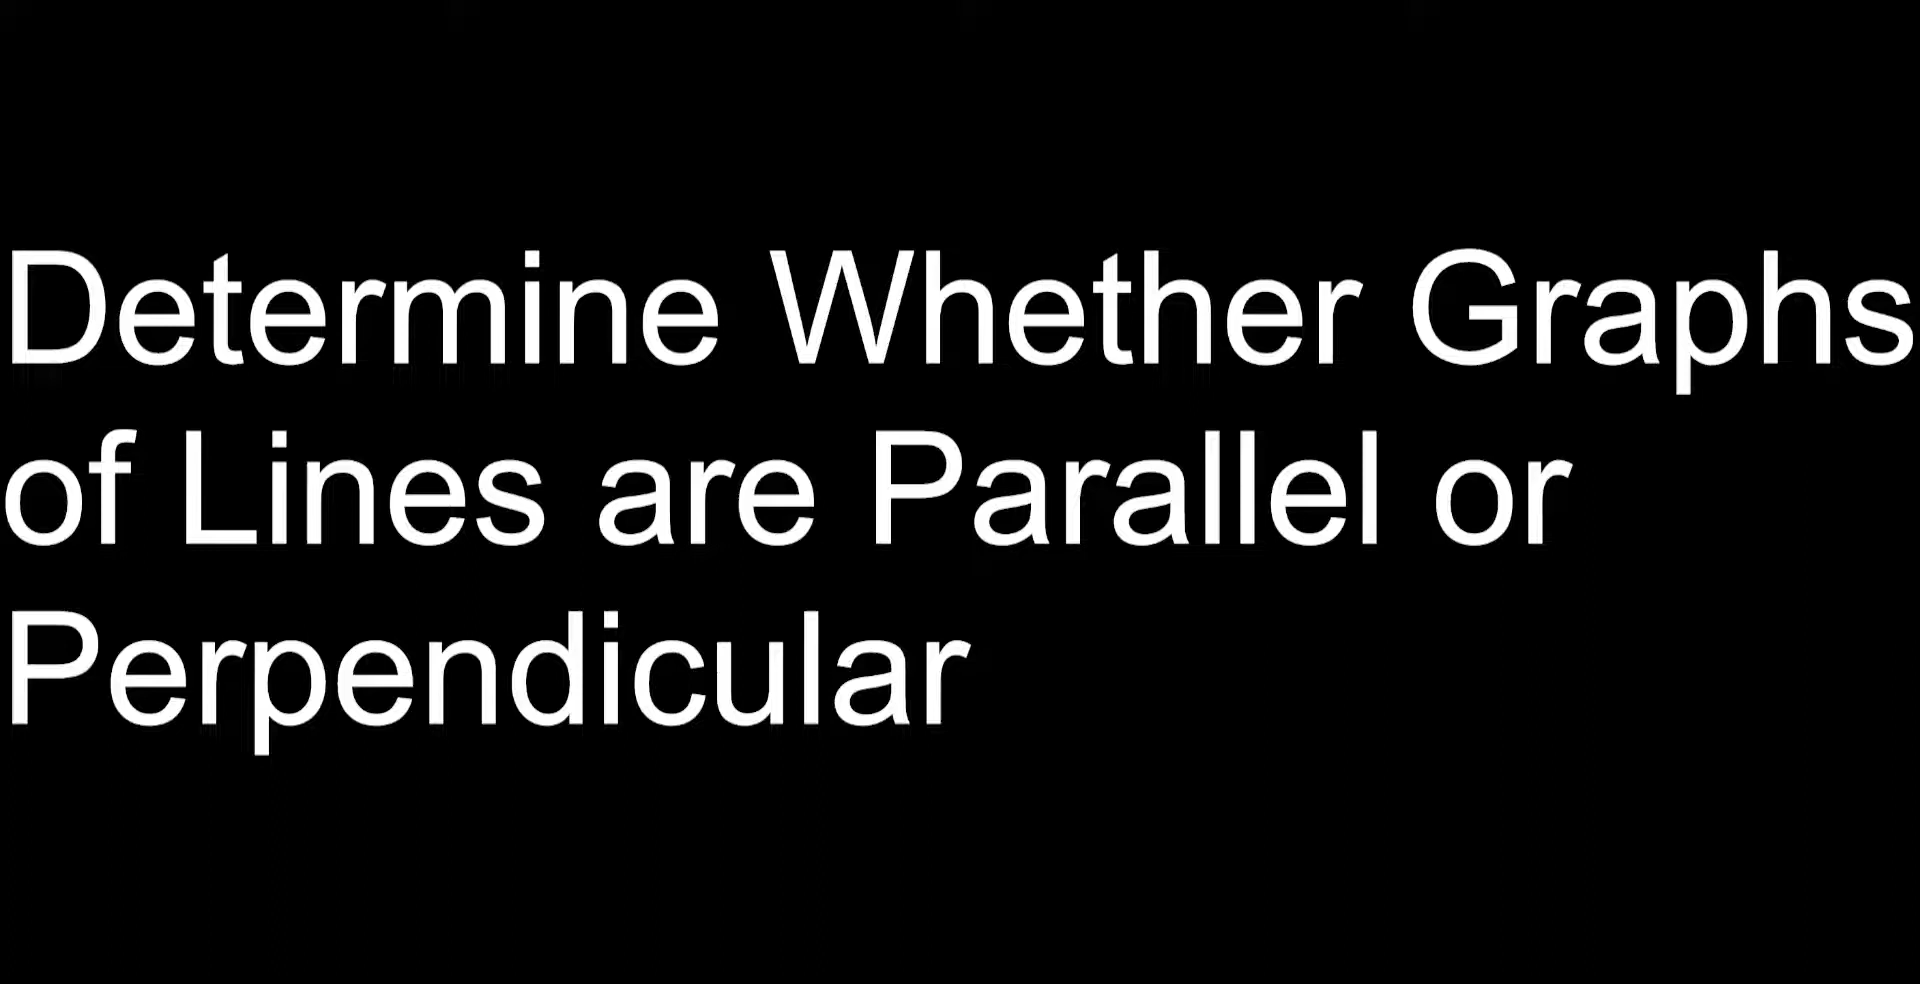 Determine Whether Graphs
of Lines are Parallel or
Perpendicular